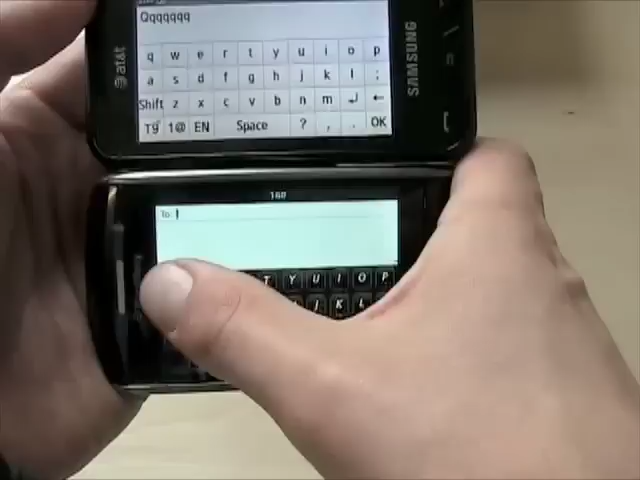 Qqqqqqq
q w e r t y u i o p
a s d f g h j k l ;
Shift z x c v b n m
T9 1@ EN Space ? , . OK
at&t
SAMSUNG
160
To:
T Y U I O P
J K L